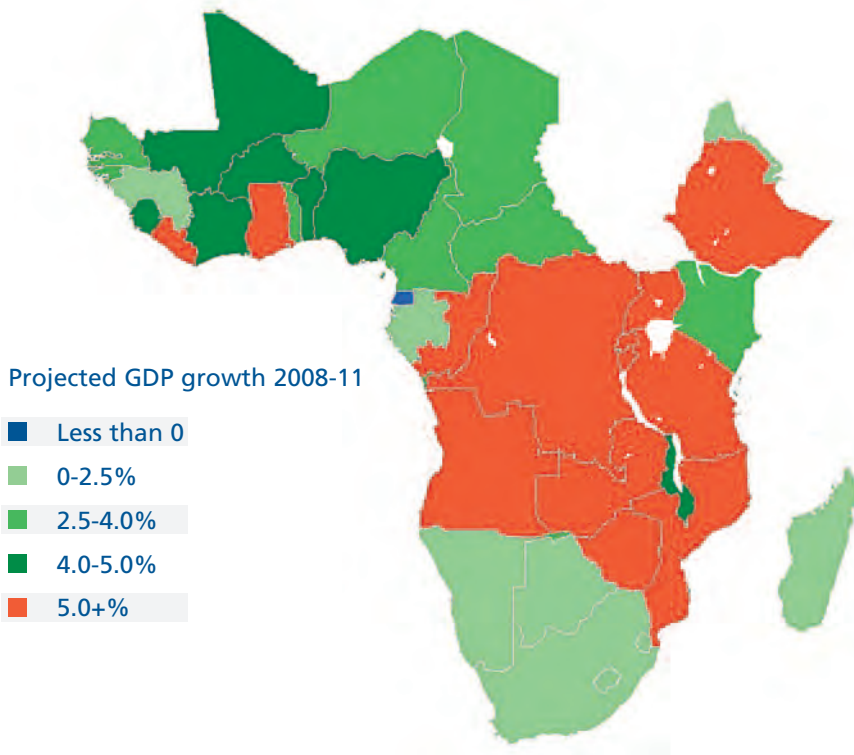 Projected GDP growth 2008-11
Less than 0
0-2.5%
2.5-4.0%
4.0-5.0%
5.0+%